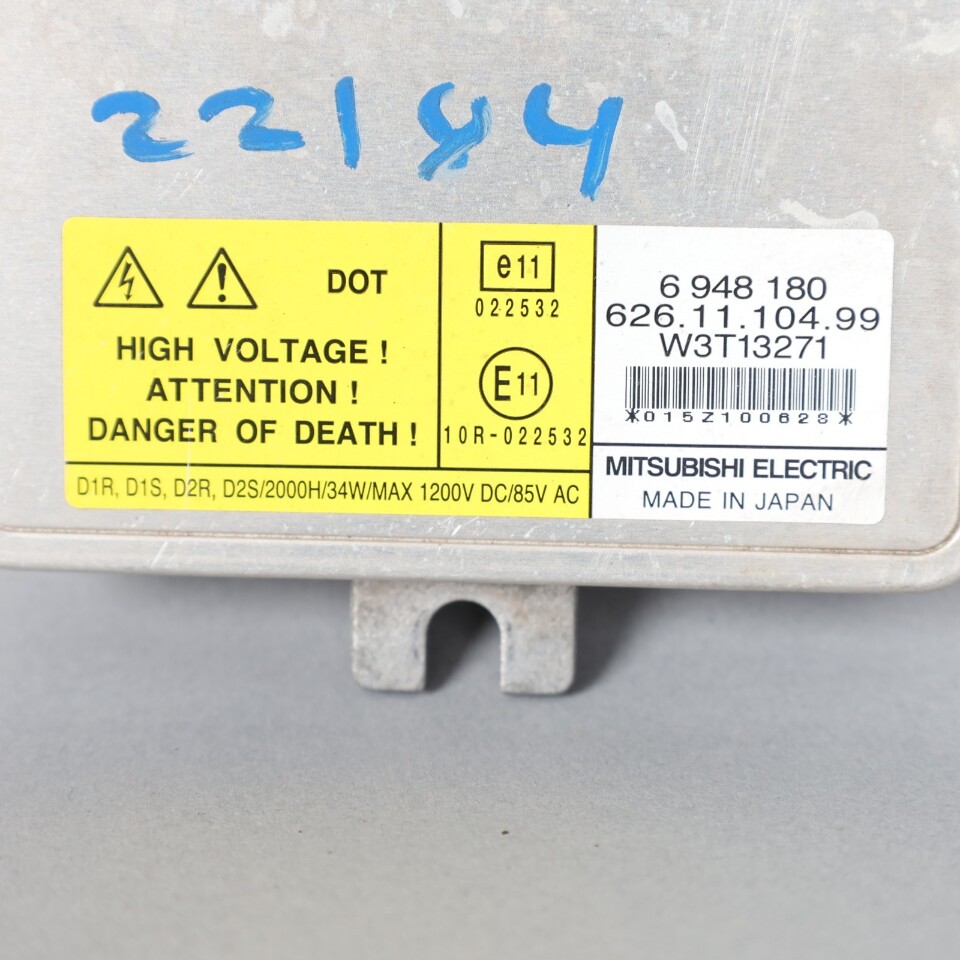 22184
DOT
HIGH VOLTAGE !
ATTENTION !
DANGER OF DEATH !
D1R, D1S, D2R, D2S/2000H/34W/MAX 1200V DC/85V AC
e11
022532
E11
10R-022532
6 948 180
626.11.104.99
W3T13271
*015Z100628*
MITSUBISHI ELECTRIC
MADE IN JAPAN